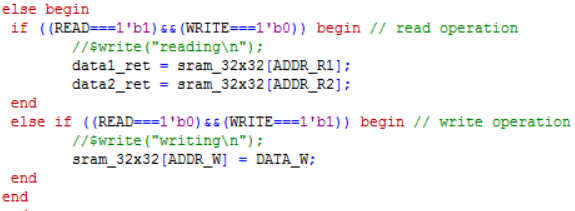 else begin
if ((READ===1'b1)&&(WRITE===1'b0)) begin // read operation
//$write("reading\n");
data1_ret = sram_32x32[ADDR_R1];
data2_ret = sram_32x32[ADDR_R2];
end
else if ((READ===1'b0)&&(WRITE===1'b1)) begin // write operation
//$write("writing\n");
sram_32x32[ADDR_W] = DATA_W;
end
end